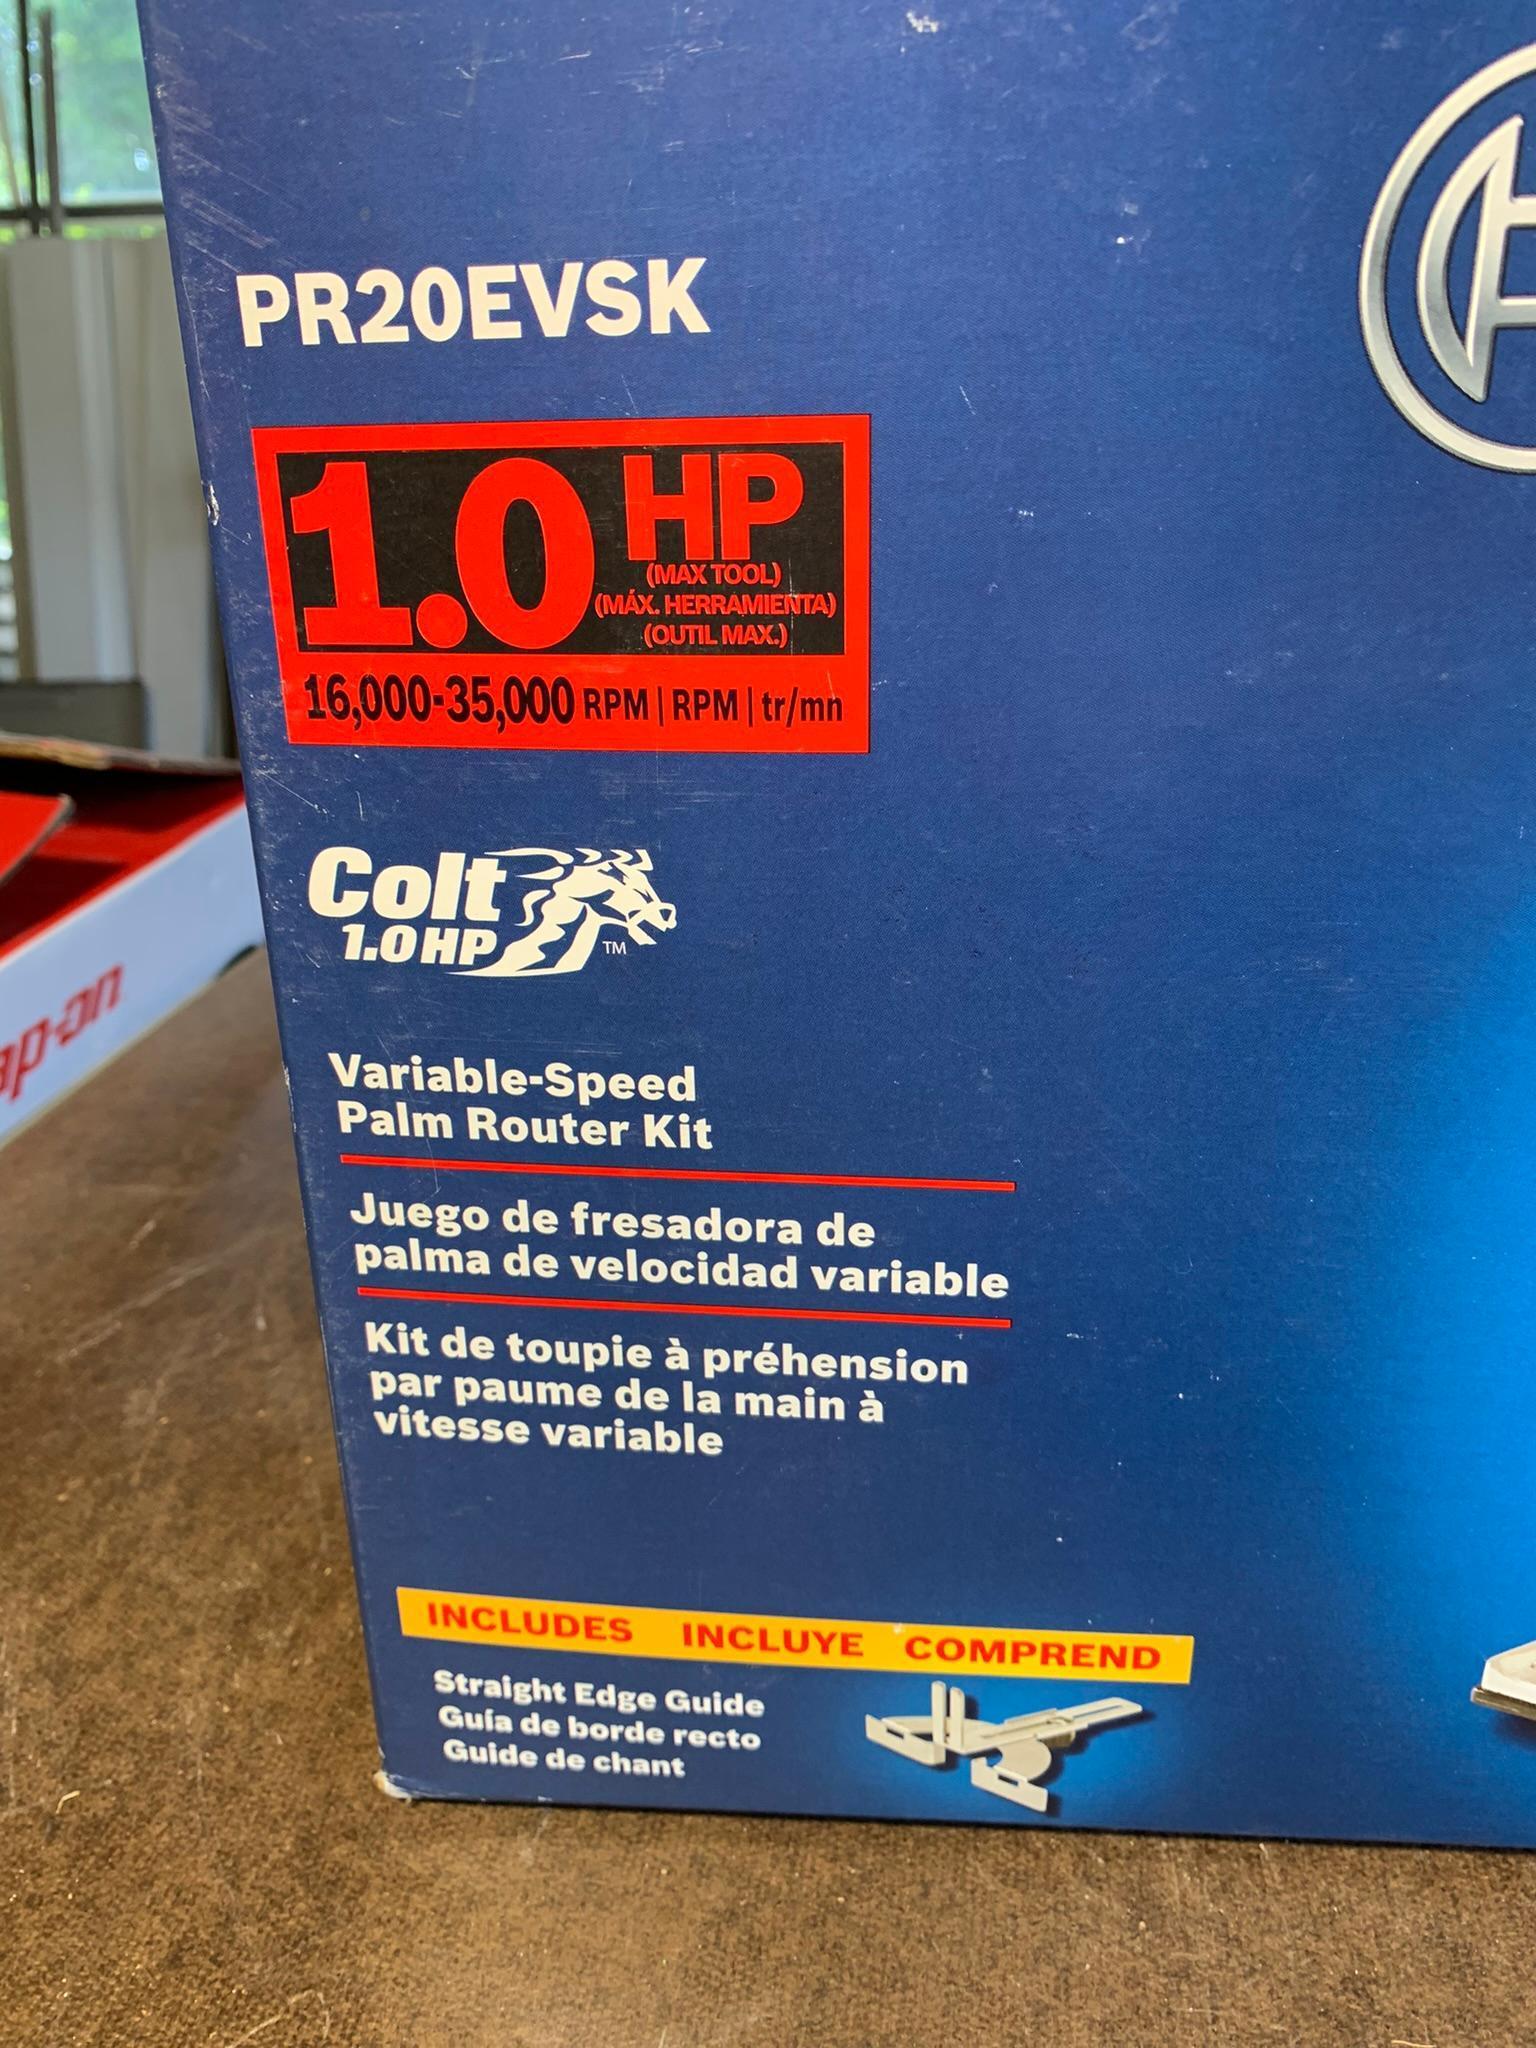 PR20EVSK
1.0 HP
(MAX TOOL)
(MÁX. HERRAMIENTA)
(OUTIL MAX.)
16,000-35,000 RPM | RPM | tr/mn
Colt
1.0 HP
TM
Variable-Speed
Palm Router Kit
Juego de fresadora de
palma de velocidad variable
Kit de toupie à préhension
par paume de la main à
vitesse variable
INCLUDES INCLUYE COMPREND
Straight Edge Guide
Guía de borde recto
Guide de chant
ap-on